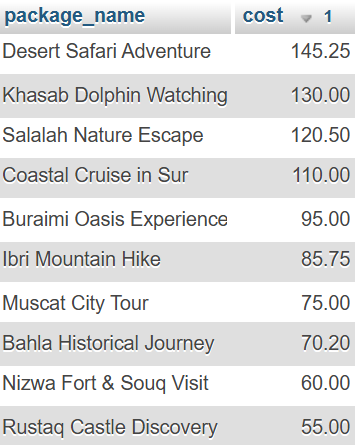 package_name cost 1
Desert Safari Adventure 145.25
Khasab Dolphin Watching 130.00
Salalah Nature Escape 120.50
Coastal Cruise in Sur 110.00
Buraimi Oasis Experience 95.00
Ibri Mountain Hike 85.75
Muscat City Tour 75.00
Bahla Historical Journey 70.20
Nizwa Fort & Souq Visit 60.00
Rustaq Castle Discovery 55.00